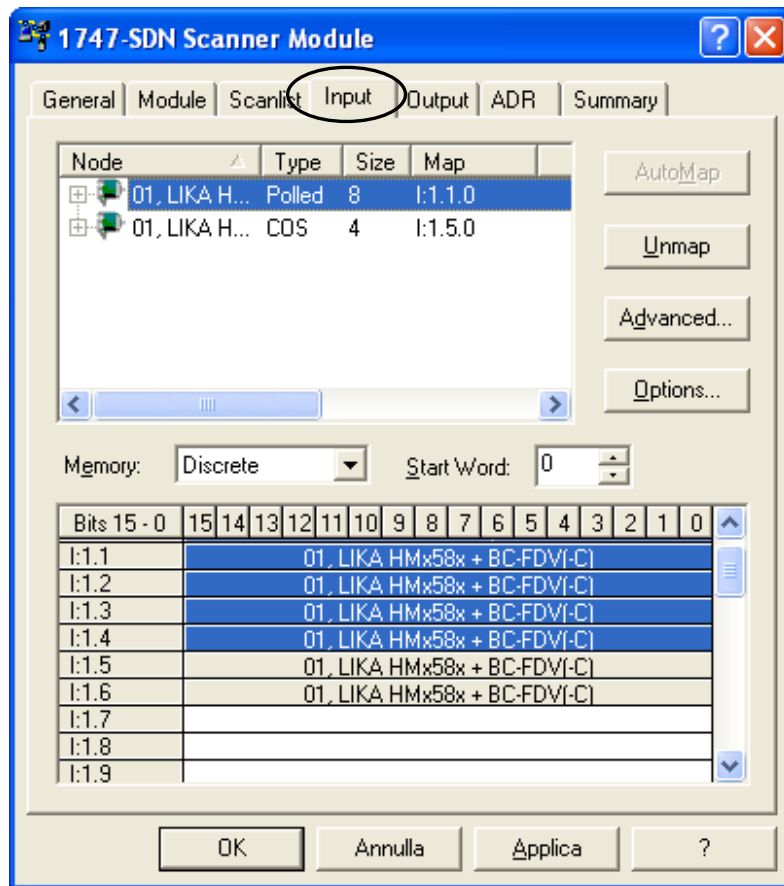 1747-SDN Scanner Module
General Module Scanlist Input Output ADR Summary
Node Type Size Map
01, LIKA H... Polled 8 I:1.1.0
01, LIKA H... COS 4 I:1.5.0
AutoMap
Unmap
Advanced...
Options...
Memory: Discrete Start Word: 0
Bits 15 - 0 15 14 13 12 11 10 9 8 7 6 5 4 3 2 1 0
I:1.1 01, LIKA HMx58x + BC-FDV(-C)
I:1.2 01, LIKA HMx58x + BC-FDV(-C)
I:1.3 01, LIKA HMx58x + BC-FDV(-C)
I:1.4 01, LIKA HMx58x + BC-FDV(-C)
I:1.5 01, LIKA HMx58x + BC-FDV(-C)
I:1.6 01, LIKA HMx58x + BC-FDV(-C)
I:1.7
I:1.8
I:1.9
OK Annulla Applica ?